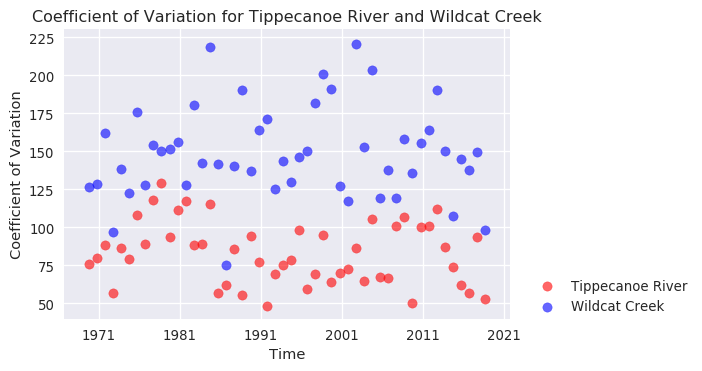 Coefficient of Variation for Tippecanoe River and Wildcat Creek
225
200
175
150
125
100
75
50
Coefficient of Variation
1971 1981 1991 2001 2011 2021
Time
Tippecanoe River
Wildcat Creek